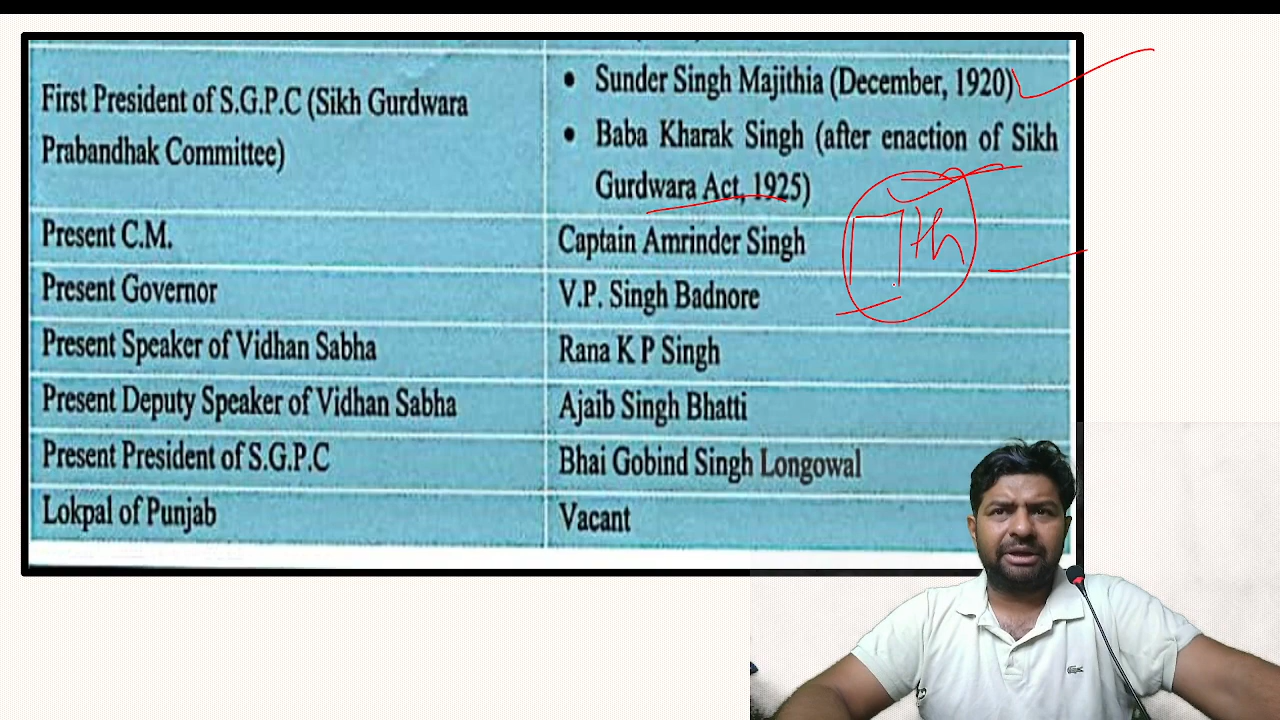 First President of S.G.P.C (Sikh Gurdwara
Prabandhak Committee)
• Sunder Singh Majithia (December, 1920)
• Baba Kharak Singh (after enaction of Sikh
Gurdwara Act, 1925)
7th
Present C.M.
Captain Amrinder Singh
Present Governor
V.P. Singh Badnore
Present Speaker of Vidhan Sabha
Rana K P Singh
Present Deputy Speaker of Vidhan Sabha
Ajaib Singh Bhatti
Present President of S.G.P.C
Bhai Gobind Singh Longowal
Lokpal of Punjab
Vacant